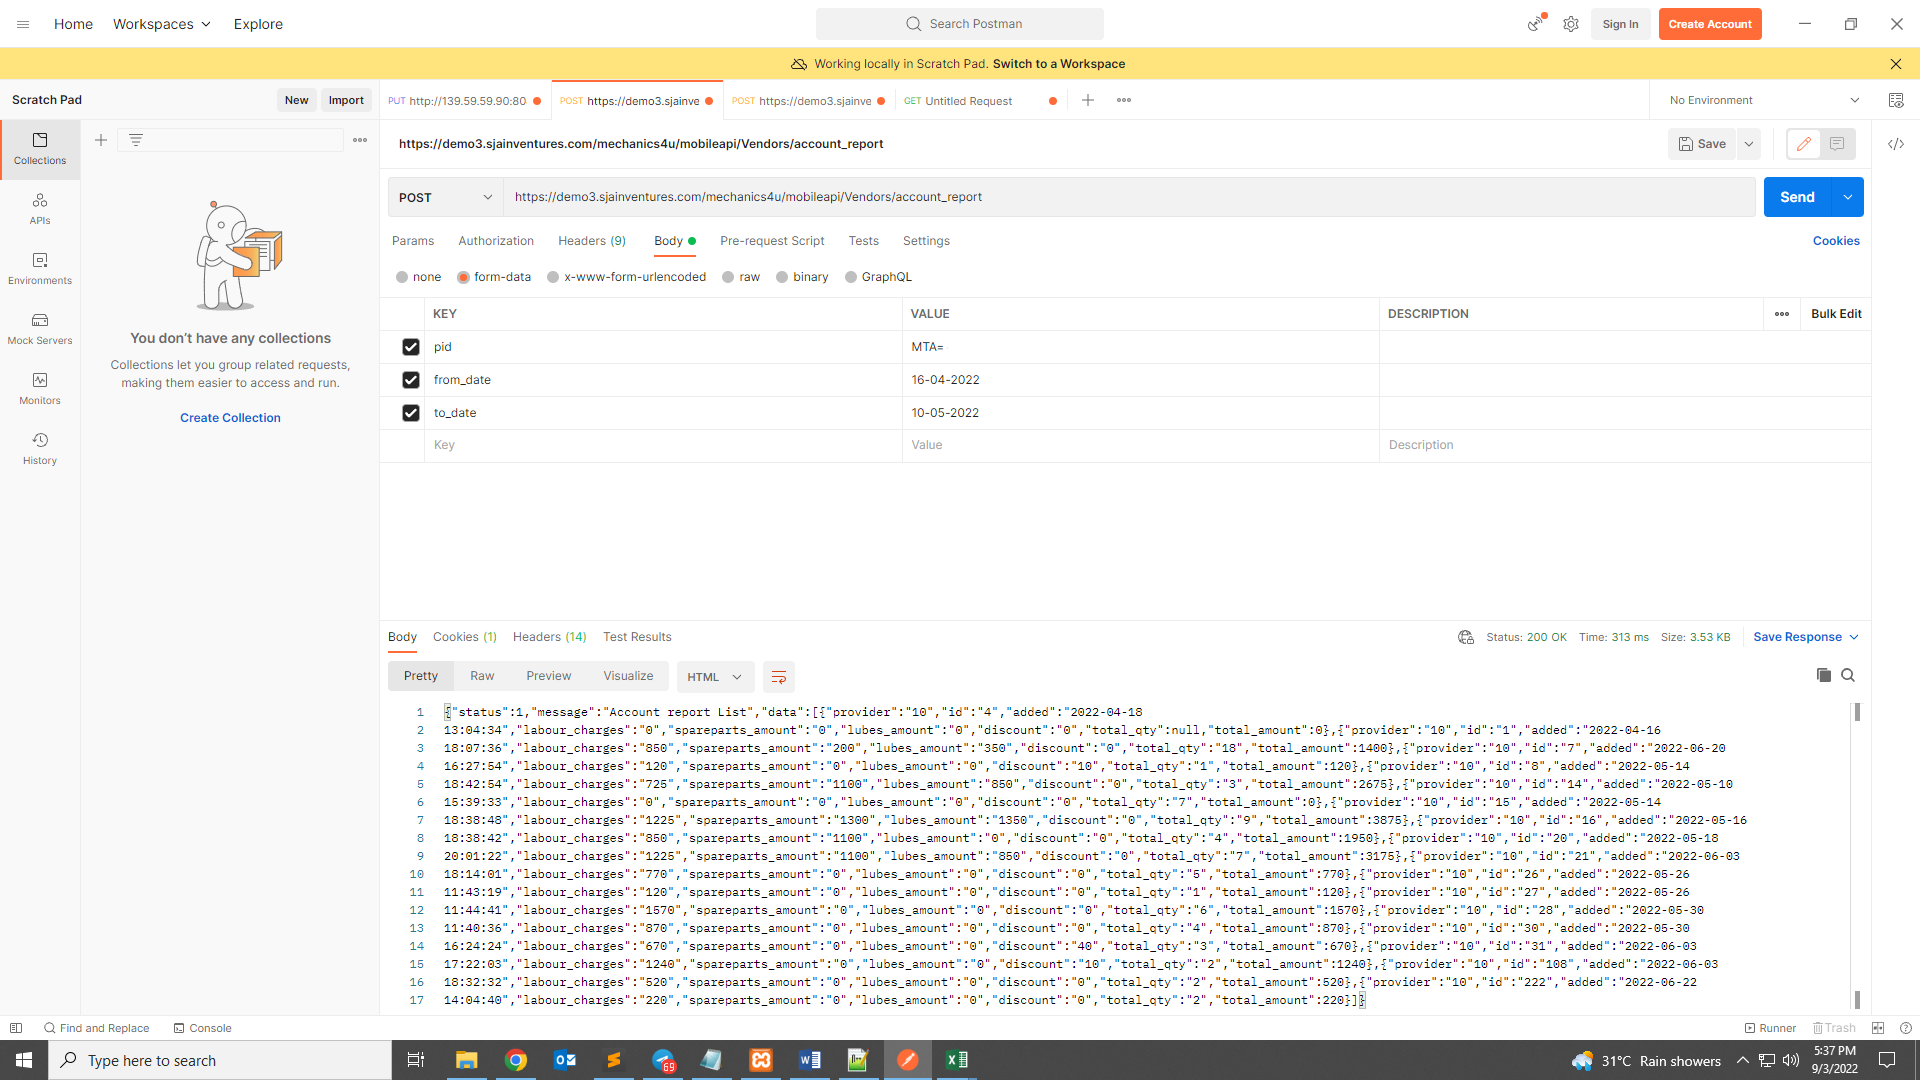 Home Workspaces Explore Search Postman Sign In Create Account
Working locally in Scratch Pad. Switch to a Workspace
Scratch Pad New Import PUT http://139.59.59.90:80 POST https://demo3.sjainve POST https://demo3.sjainve GET Untitled Request No Environment
Collections
APIs
Environments
Mock Servers
Monitors
History
You don't have any collections
Collections let you group related requests,
making them easier to access and run.
Create Collection
https://demo3.sjainventures.com/mechanics4u/mobileapi/Vendors/account_report Save
POST https://demo3.sjainventures.com/mechanics4u/mobileapi/Vendors/account_report Send
Params Authorization Headers (9) Body Pre-request Script Tests Settings Cookies
none form-data x-www-form-urlencoded raw binary GraphQL
KEY VALUE DESCRIPTION Bulk Edit
pid MTA=
from_date 16-04-2022
to_date 10-05-2022
Key Value Description
Body Cookies (1) Headers (14) Test Results Status: 200 OK Time: 313 ms Size: 3.53 KB Save Response
Pretty Raw Preview Visualize HTML
1 {"status":1,"message":"Account report List","data":[{"provider":"10","id":"4","added":"2022-04-18
2 13:04:34","labour_charges":"0","spareparts_amount":"0","lubes_amount":"0","discount":"0","total_qty":null,"total_amount":0},{"provider":"10","id":"1","added":"2022-04-16
3 18:07:36","labour_charges":"850","spareparts_amount":"200","lubes_amount":"350","discount":"0","total_qty":"18","total_amount":1400},{"provider":"10","id":"7","added":"2022-06-20
4 16:27:54","labour_charges":"120","spareparts_amount":"0","lubes_amount":"0","discount":"10","total_qty":"1","total_amount":120},{"provider":"10","id":"8","added":"2022-05-14
5 18:42:54","labour_charges":"725","spareparts_amount":"1100","lubes_amount":"850","discount":"0","total_qty":"3","total_amount":2675},{"provider":"10","id":"14","added":"2022-05-10
6 15:39:33","labour_charges":"0","spareparts_amount":"0","lubes_amount":"0","discount":"0","total_qty":"7","total_amount":0},{"provider":"10","id":"15","added":"2022-05-14
7 18:38:48","labour_charges":"1225","spareparts_amount":"1300","lubes_amount":"1350","discount":"0","total_qty":"9","total_amount":3875},{"provider":"10","id":"16","added":"2022-05-16
8 18:38:42","labour_charges":"850","spareparts_amount":"1100","lubes_amount":"0","discount":"0","total_qty":"4","total_amount":1950},{"provider":"10","id":"20","added":"2022-05-18
9 20:01:22","labour_charges":"1225","spareparts_amount":"1100","lubes_amount":"850","discount":"0","total_qty":"7","total_amount":3175},{"provider":"10","id":"21","added":"2022-06-03
10 18:14:01","labour_charges":"770","spareparts_amount":"0","lubes_amount":"0","discount":"0","total_qty":"5","total_amount":770},{"provider":"10","id":"26","added":"2022-05-26
11 11:43:19","labour_charges":"120","spareparts_amount":"0","lubes_amount":"0","discount":"0","total_qty":"1","total_amount":120},{"provider":"10","id":"27","added":"2022-05-26
12 11:44:41","labour_charges":"1570","spareparts_amount":"0","lubes_amount":"0","discount":"0","total_qty":"6","total_amount":1570},{"provider":"10","id":"28","added":"2022-05-30
13 11:40:36","labour_charges":"870","spareparts_amount":"0","lubes_amount":"0","discount":"0","total_qty":"4","total_amount":870},{"provider":"10","id":"30","added":"2022-05-30
14 16:24:24","labour_charges":"670","spareparts_amount":"0","lubes_amount":"0","discount":"40","total_qty":"3","total_amount":670},{"provider":"10","id":"31","added":"2022-06-03
15 17:22:03","labour_charges":"1240","spareparts_amount":"0","lubes_amount":"0","discount":"10","total_qty":"2","total_amount":1240},{"provider":"10","id":"108","added":"2022-06-03
16 18:32:32","labour_charges":"520","spareparts_amount":"0","lubes_amount":"0","discount":"0","total_qty":"2","total_amount":520},{"provider":"10","id":"222","added":"2022-06-22
17 14:04:40","labour_charges":"220","spareparts_amount":"0","lubes_amount":"0","discount":"0","total_qty":"2","total_amount":220}]}
Find and Replace Console Runner Trash
Type here to search 69 31°C Rain showers 5:37 PM
9/3/2022